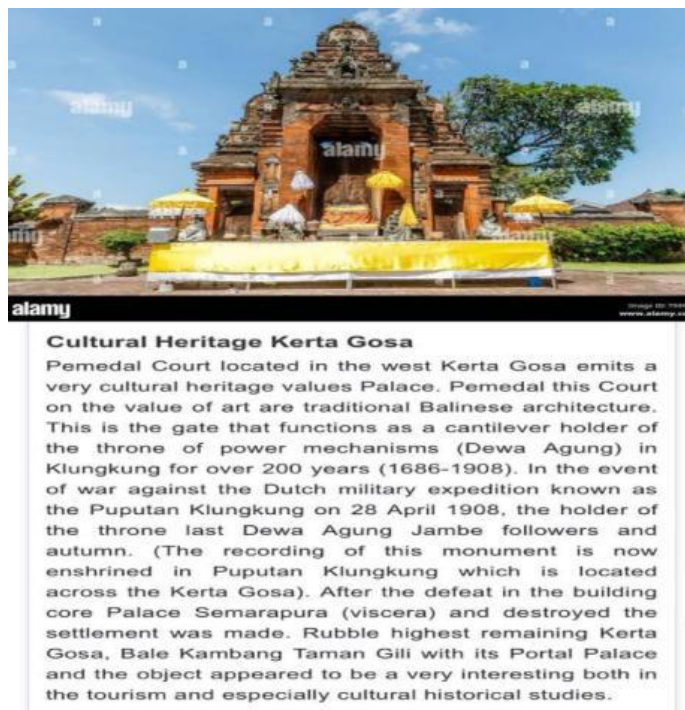 alamy
alamy
alamy
alamy
alamy
www.alamy.co
Cultural Heritage Kerta Gosa
Pemedal Court located in the west Kerta Gosa emits a
very cultural heritage values Palace. Pemedal this Court
on the value of art are traditional Balinese architecture.
This is the gate that functions as a cantilever holder of
the throne of power mechanisms (Dewa Agung) in
Klungkung for over 200 years (1686-1908). In the event
of war against the Dutch military expedition known as
the Puputan Klungkung on 28 April 1908, the holder of
the throne last Dewa Agung Jambe followers and
autumn. (The recording of this monument is now
enshrined in Puputan Klungkung which is located
across the Kerta Gosa). After the defeat in the building
core Palace Semarapura (viscera) and destroyed the
settlement was made. Rubble highest remaining Kerta
Gosa, Bale Kambang Taman Gili with its Portal Palace
and the object appeared to be a very interesting both in
the tourism and especially cultural historical studies.